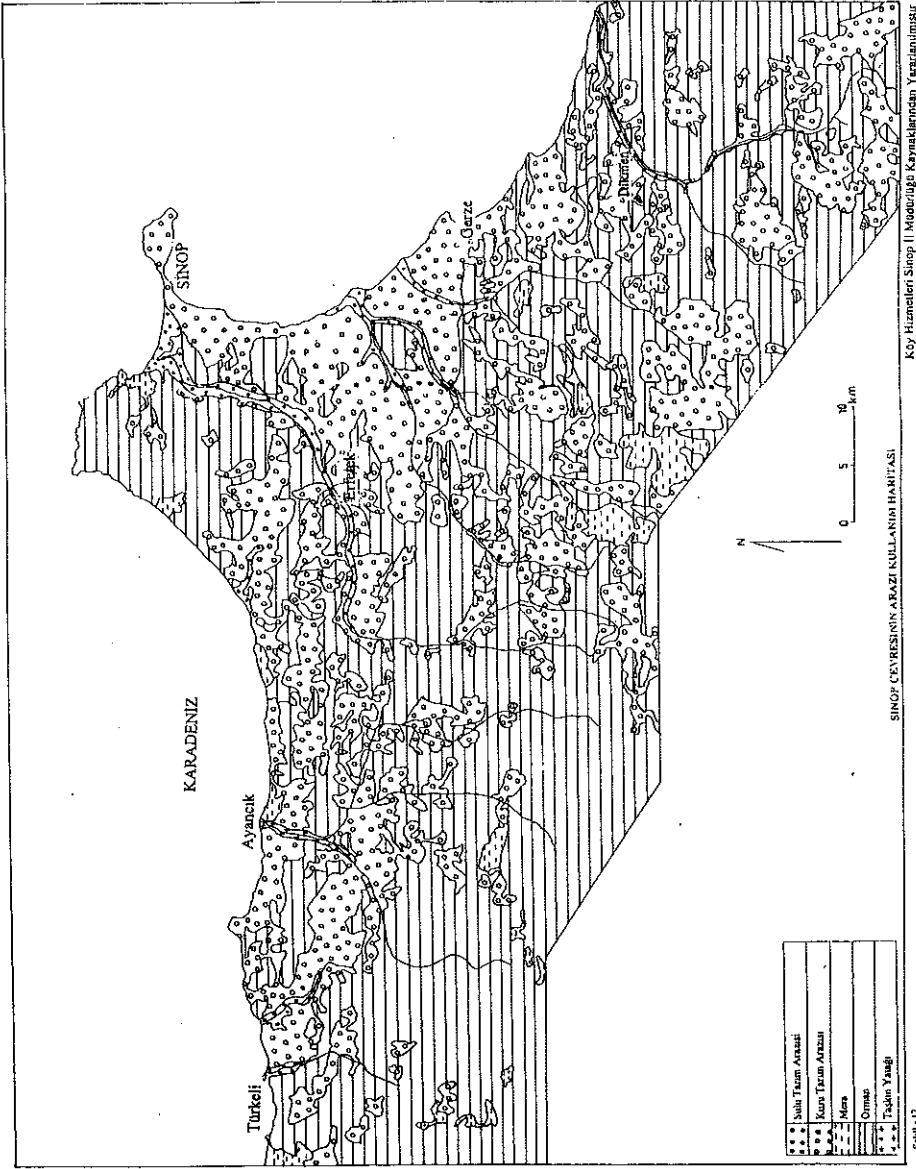 KARADENİZ
SİNOP
Türkeli
Ayancık
Erfelek
Gerze
Dikmen
N
0 5 10 km
Sulu Tarım Arazisi
Kuru Tarım Arazisi
Mera
Orman
Taşkın Yatağı
SİNOP ÇEVRESİNİN ARAZİ KULLANIM HARİTASI
Köy Hizmetleri Sinop İl Müdürlüğü Kaynaklarından Yararlanılmıştır